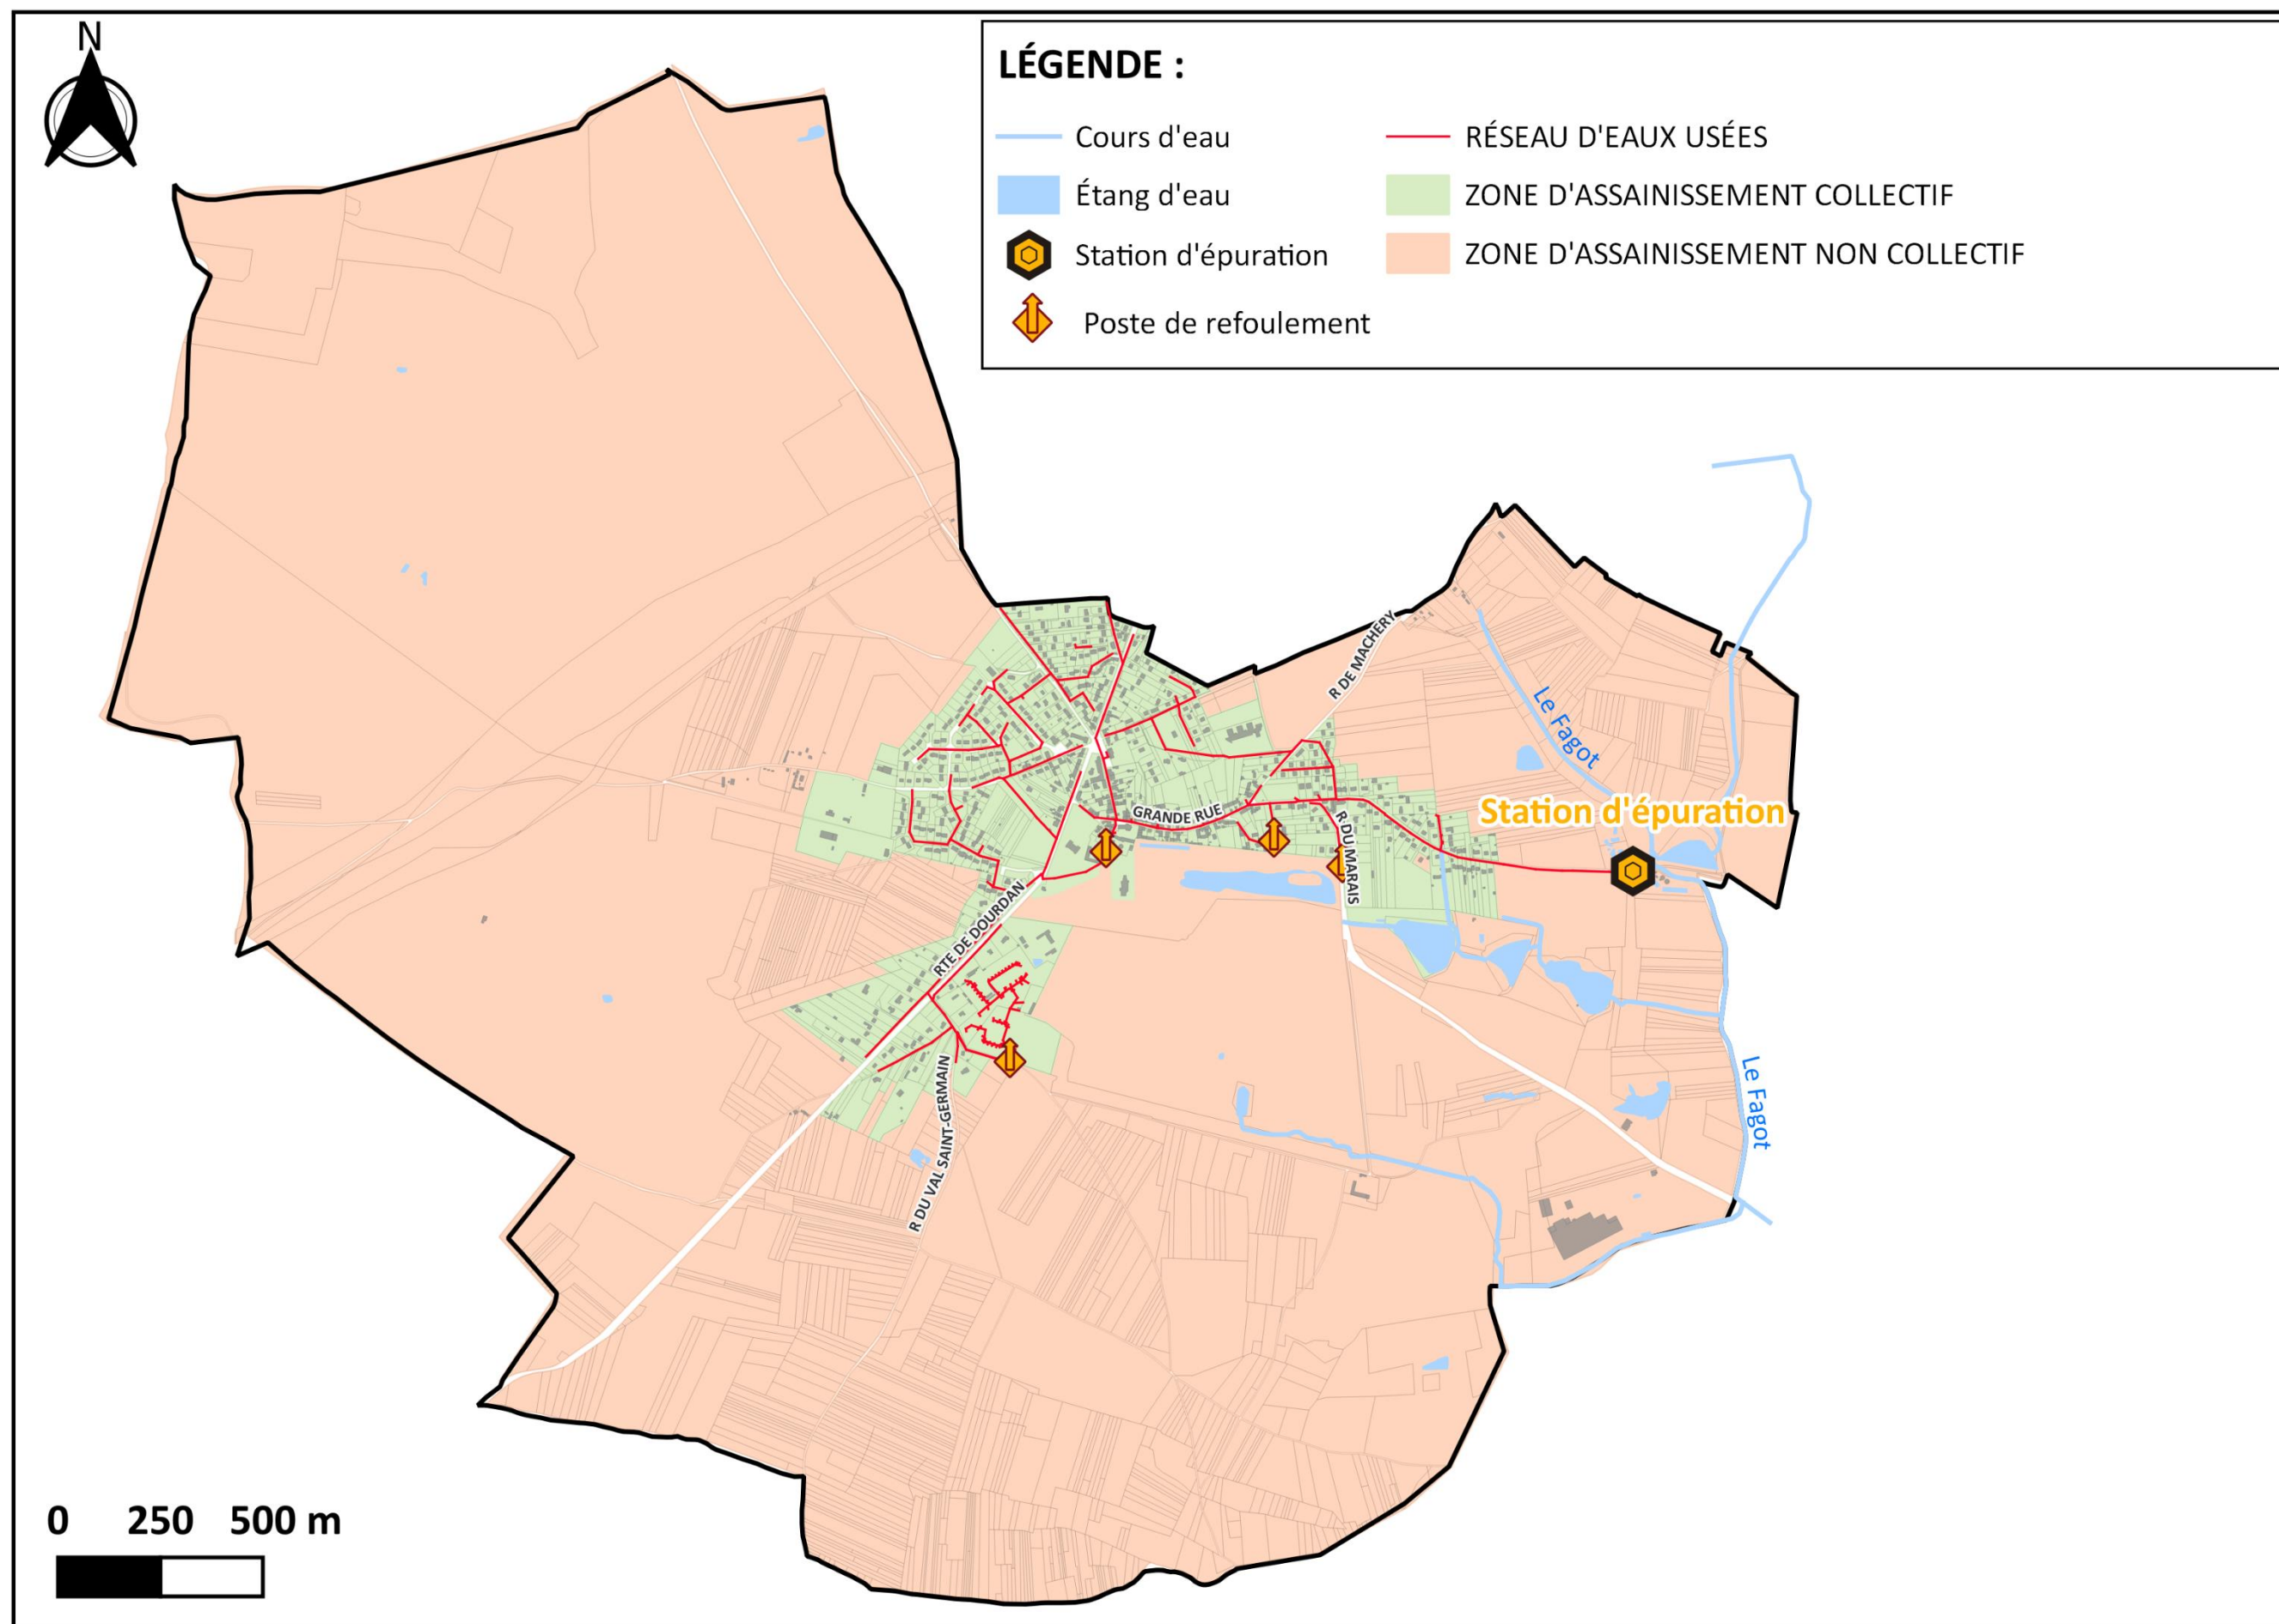 N
LÉGENDE :
Cours d'eau
Étang d'eau
Station d'épuration
Poste de refoulement
RÉSEAU D'EAUX USÉES
ZONE D'ASSAINISSEMENT COLLECTIF
ZONE D'ASSAINISSEMENT NON COLLECTIF
R DE MACHERY
Le Fagot
Station d'épuration
GRANDE RUE
R DU MARAIS
RTE DE DOURDAN
R DU VAL SAINT-GERMAIN
Le Fagot
0 250 500 m